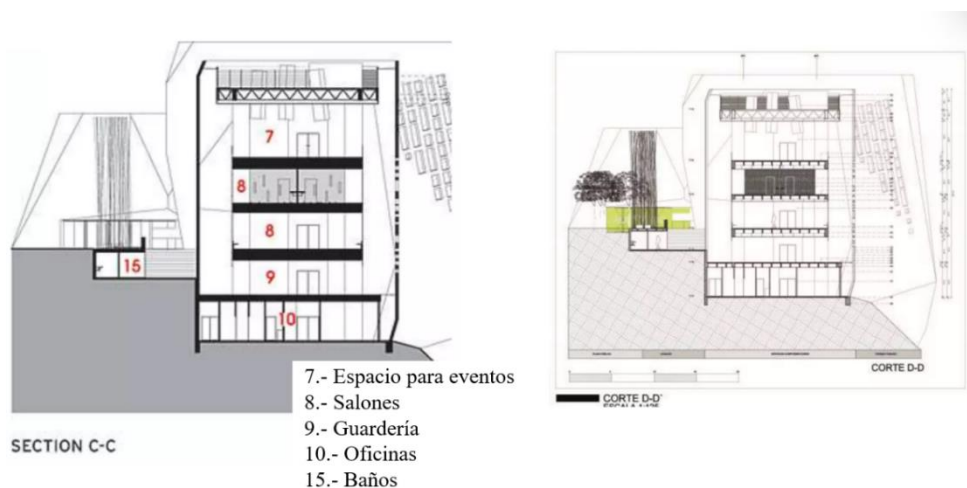 7
8
8
9
15
10
7.- Espacio para eventos
8.- Salones
9.- Guardería
10.- Oficinas
15.- Baños
SECTION C-C
CORTE D-D
CORTE D-D'